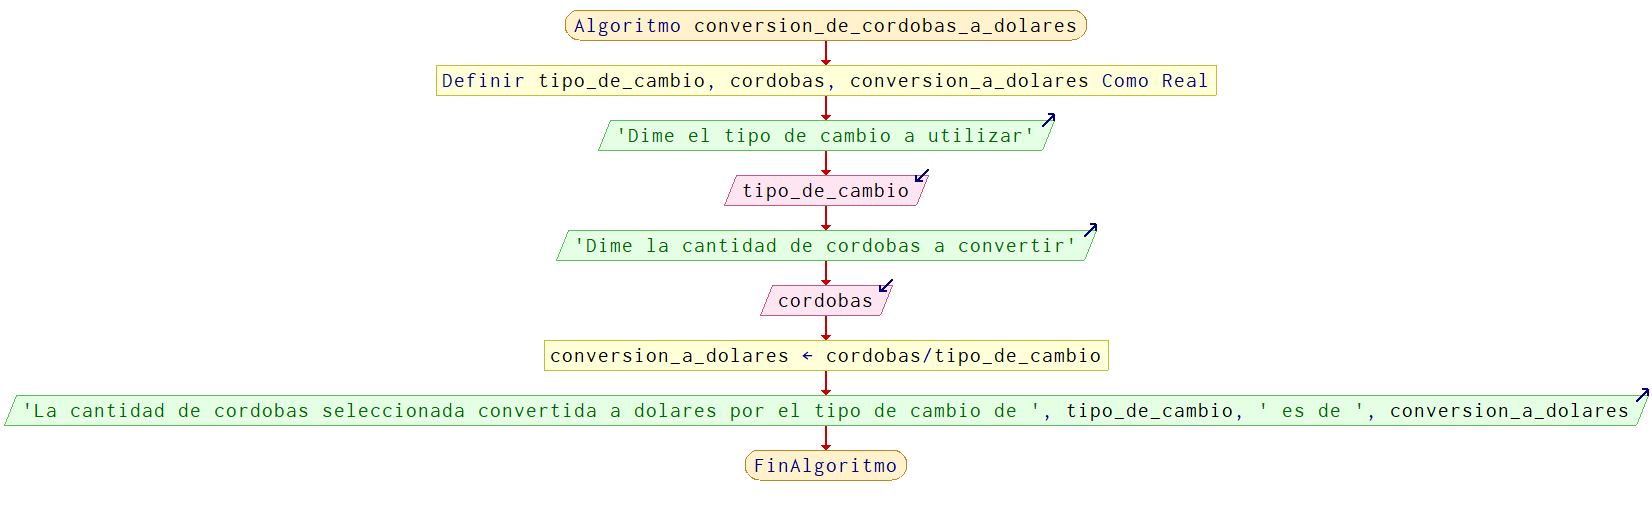 Algoritmo conversion_de_cordobas_a_dolares
Definir tipo_de_cambio, cordobas, conversion_a_dolares Como Real
'Dime el tipo de cambio a utilizar'
tipo_de_cambio
'Dime la cantidad de cordobas a convertir'
cordobas
conversion_a_dolares ← cordobas/tipo_de_cambio
'La cantidad de cordobas seleccionada convertida a dolares por el tipo de cambio de ', tipo_de_cambio, ' es de ', conversion_a_dolares
FinAlgoritmo